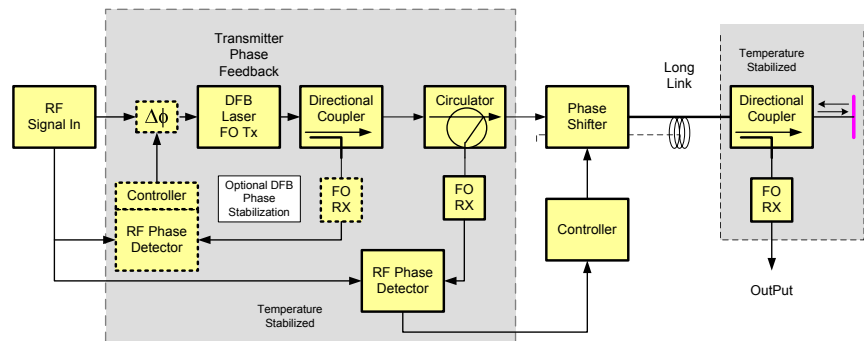 Transmitter
Phase
Feedback
Temperature
Stabilized
Long
Link
RF
Signal In
Δϕ
DFB
Laser
FO Tx
Directional
Coupler
Circulator
Phase
Shifter
Directional
Coupler
Controller
RF Phase
Detector
Optional DFB
Phase
Stabilization
FO
RX
FO
RX
Controller
FO
RX
RF Phase
Detector
Temperature
Stabilized
OutPut